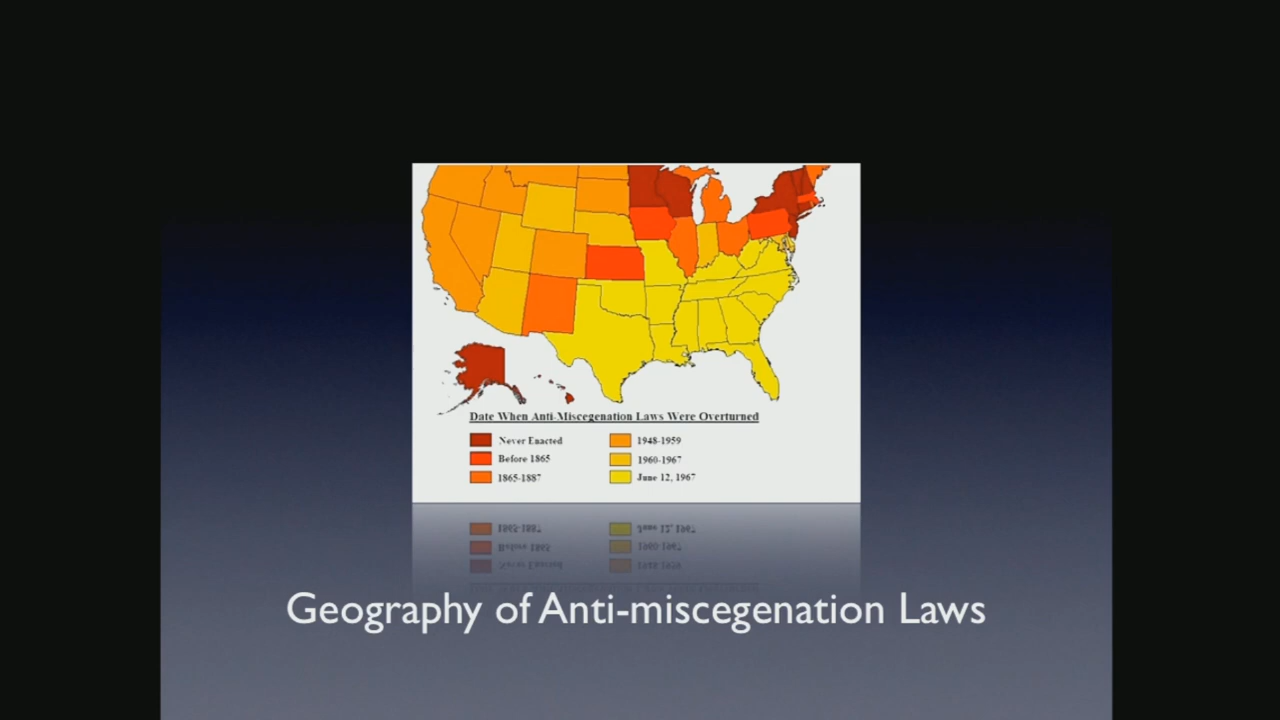 Date When Anti-Miscegenation Laws Were Overturned
Never Enacted
Before 1865
1865-1887
1948-1959
1960-1967
June 12, 1967
Geography of Anti-miscegenation Laws